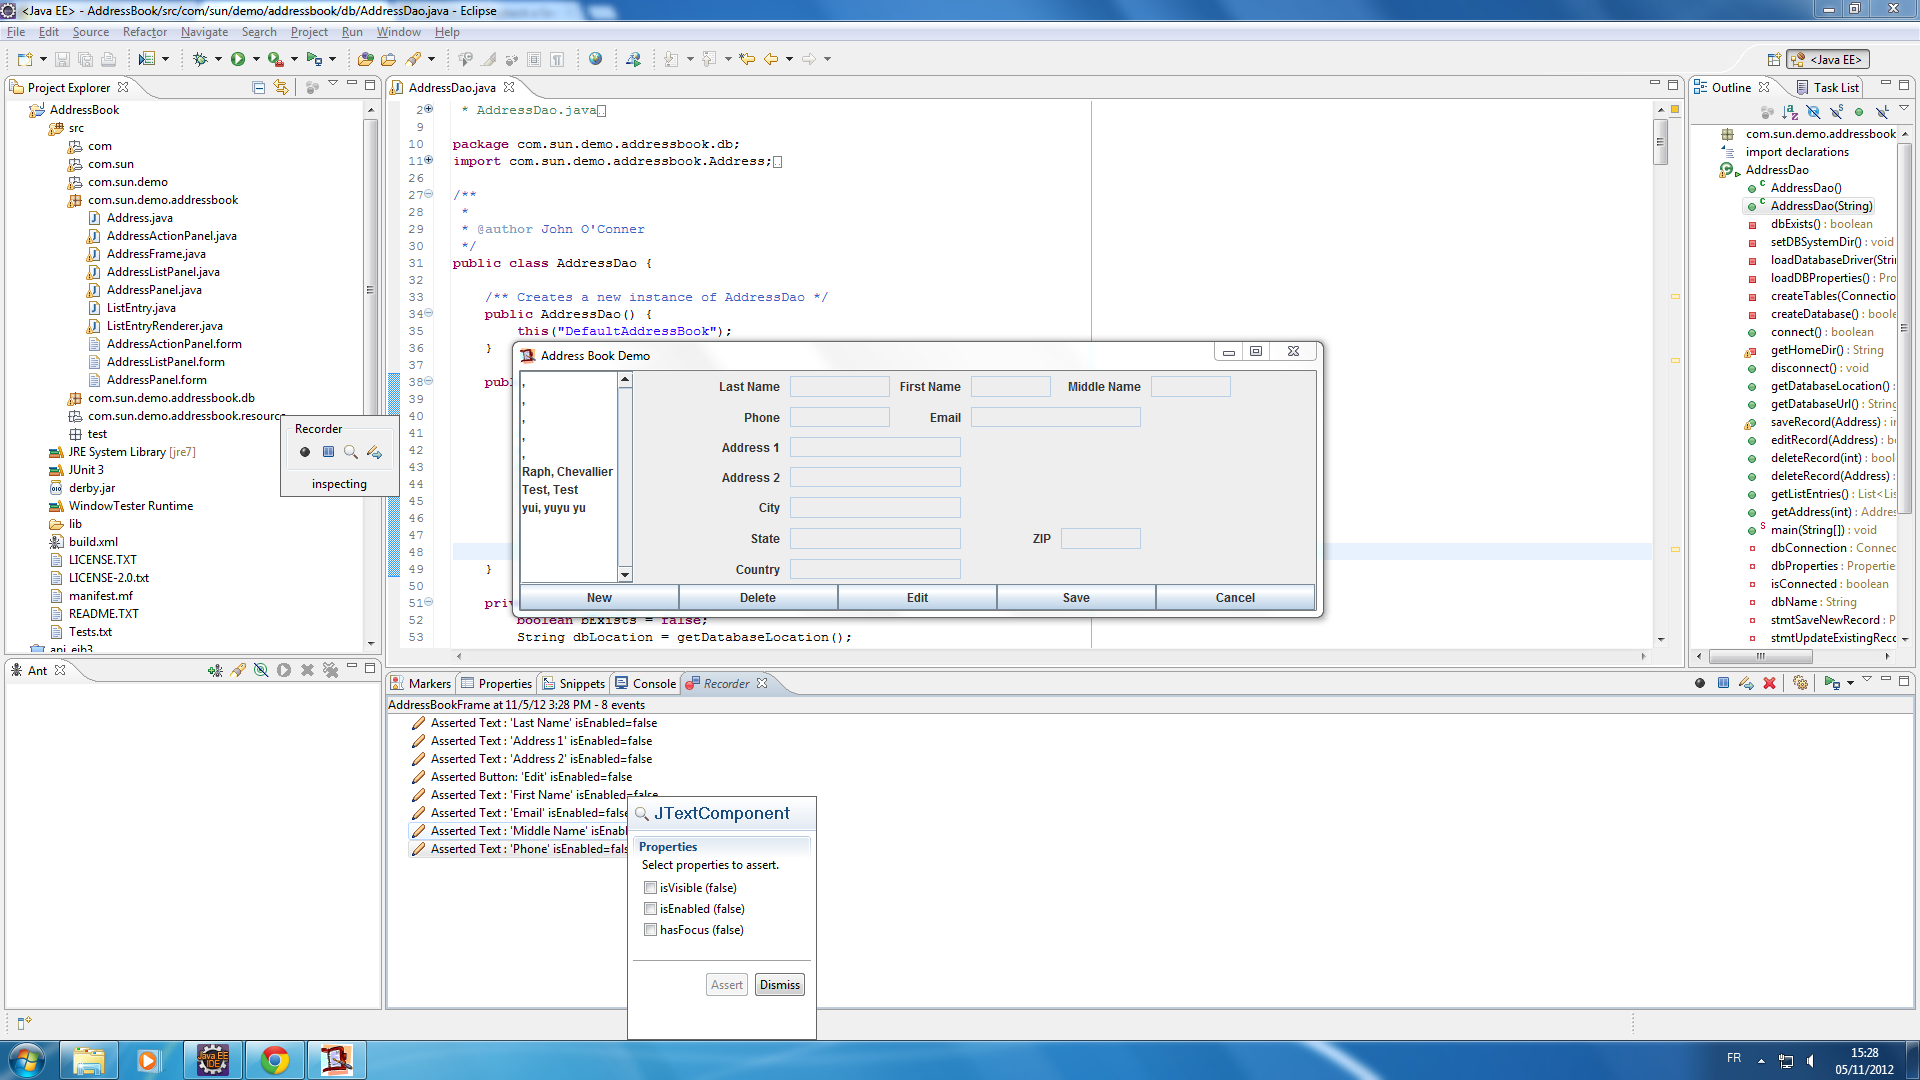 <Java EE> - AddressBook/src/com/sun/demo/addressbook/db/AddressDao.java - Eclipse
File Edit Source Refactor Navigate Search Project Run Window Help
<Java EE>
Project Explorer
AddressBook
src
com
com.sun
com.sun.demo
com.sun.demo.addressbook
Address.java
AddressActionPanel.java
AddressFrame.java
AddressListPanel.java
AddressPanel.java
ListEntry.java
ListEntryRenderer.java
AddressActionPanel.form
AddressListPanel.form
AddressPanel.form
com.sun.demo.addressbook.db
com.sun.demo.addressbook.resource
test
JRE System Library [jre7]
JUnit 3
derby.jar
WindowTester Runtime
lib
build.xml
LICENSE.TXT
LICENSE-2.0.txt
manifest.mf
README.TXT
Tests.txt
api_ejb3
Recorder
inspecting
Ant
AddressDao.java
2 * AddressDao.java
9
10 package com.sun.demo.addressbook.db;
11 import com.sun.demo.addressbook.Address;
26
27 /**
28 *
29 * @author John O'Conner
30 */
31 public class AddressDao {
32
33 /** Creates a new instance of AddressDao */
34 public AddressDao() {
35 this("DefaultAddressBook");
36 }
37
38 pub
39
40
41
42
43
44
45
46
47
48
49 }
50
51 pri
52 boolean bExists = false;
53 String dbLocation = getDatabaseLocation();
Address Book Demo
,
,
,
,
,
Raph, Chevallier
Test, Test
yui, yuyu yu
Last Name First Name Middle Name
Phone Email
Address 1
Address 2
City
State ZIP
Country
New Delete Edit Save Cancel
Outline Task List
com.sun.demo.addressbook
import declarations
AddressDao
AddressDao()
AddressDao(String)
dbExists() : boolean
setDBSystemDir() : void
loadDatabaseDriver(Stri
loadDBProperties() : Pro
createTables(Connectio
createDatabase() : boole
connect() : boolean
getHomeDir() : String
disconnect() : void
getDatabaseLocation() :
getDatabaseUrl() : String
saveRecord(Address) : in
editRecord(Address) : b
deleteRecord(int) : bool
deleteRecord(Address) :
getListEntries() : List<Lis
getAddress(int) : Addres
main(String[]) : void
dbConnection : Connec
dbProperties : Propertie
isConnected : boolean
dbName : String
stmtSaveNewRecord : P
stmtUpdateExistingRecc
Markers Properties Snippets Console Recorder
AddressBookFrame at 11/5/12 3:28 PM - 8 events
Asserted Text : 'Last Name' isEnabled=false
Asserted Text : 'Address 1' isEnabled=false
Asserted Text : 'Address 2' isEnabled=false
Asserted Button: 'Edit' isEnabled=false
Asserted Text : 'First Name' isEnabled=false
Asserted Text : 'Email' isEnabled=false
Asserted Text : 'Middle Name' isEnabl
Asserted Text : 'Phone' isEnabled=fals
JTextComponent
Properties
Select properties to assert.
isVisible (false)
isEnabled (false)
hasFocus (false)
Assert Dismiss
Java EE
IDE
FR
15:28
05/11/2012